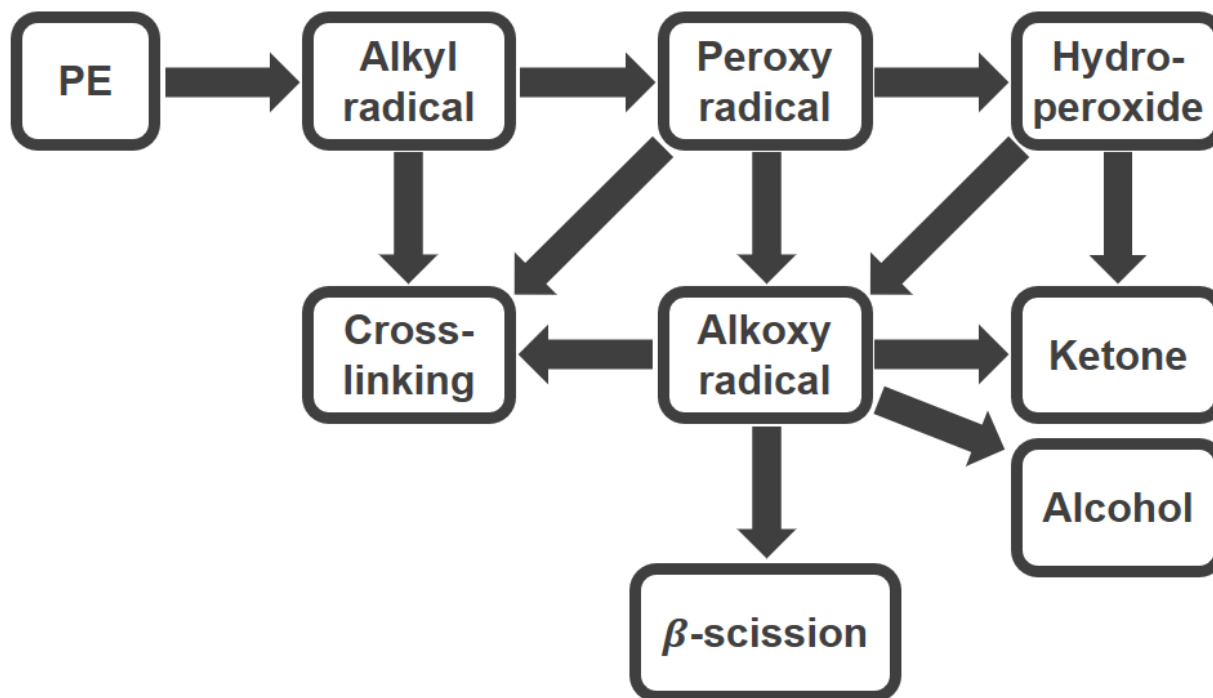 PE
Alkyl
radical
Peroxy
radical
Hydro-
peroxide
Cross-
linking
Alkoxy
radical
Ketone
Alcohol
β-scission